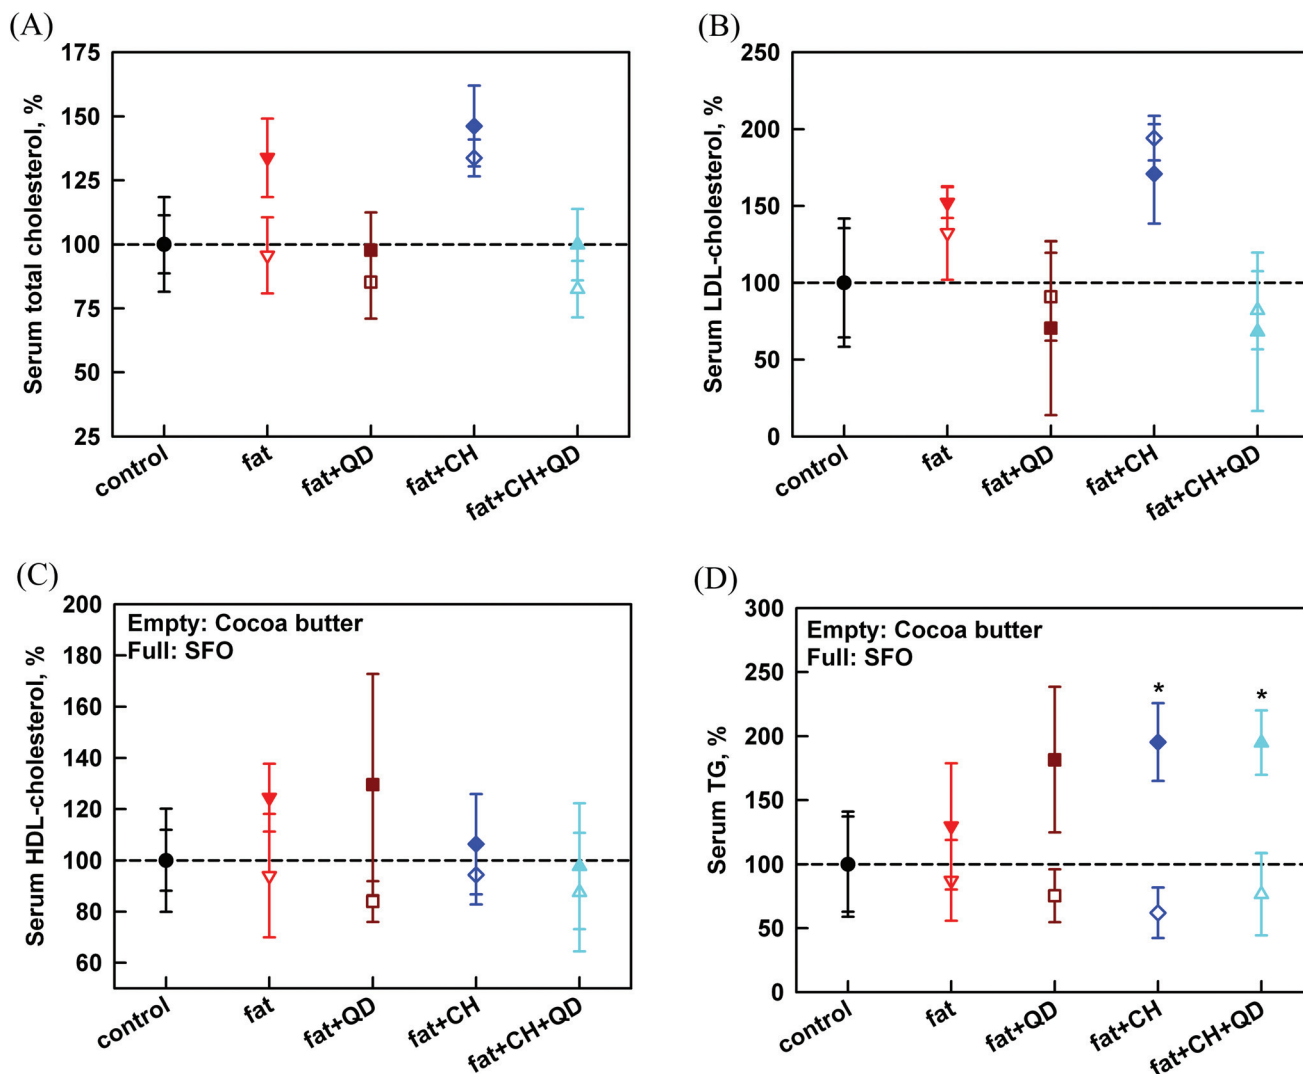 (A)
Serum total cholesterol, %
175
150
125
100
75
50
25
control
fat
fat+QD
fat+CH
fat+CH+QD
(B)
Serum LDL-cholesterol, %
250
200
150
100
50
0
control
fat
fat+QD
fat+CH
fat+CH+QD
(C)
Serum HDL-cholesterol, %
200
180
160
140
120
100
80
60
Empty: Cocoa butter
Full: SFO
control
fat
fat+QD
fat+CH
fat+CH+QD
(D)
Serum TG, %
300
250
200
150
100
50
0
Empty: Cocoa butter
Full: SFO
*
*
control
fat
fat+QD
fat+CH
fat+CH+QD